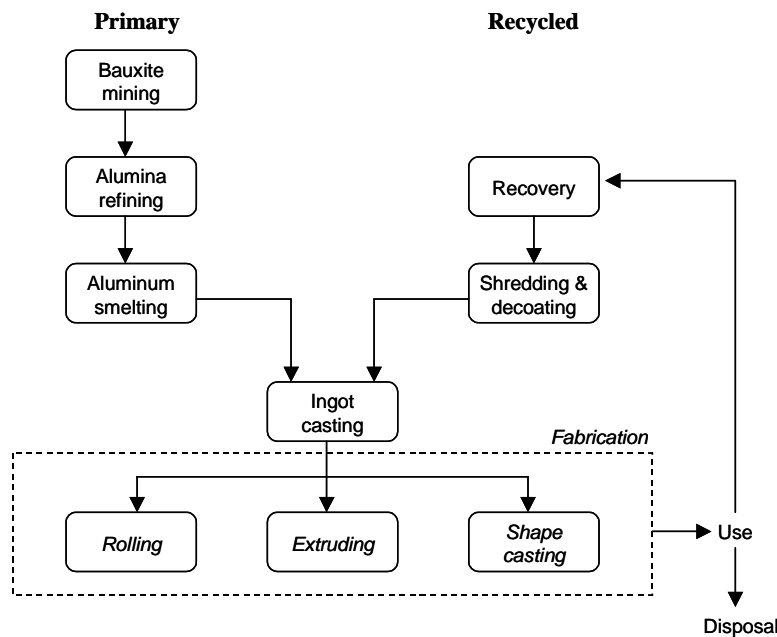 Primary
Recycled
Bauxite
mining
Alumina
refining
Recovery
Aluminum
smelting
Shredding &
decoating
Ingot
casting
Fabrication
Rolling
Extruding
Shape
casting
Use
Disposal